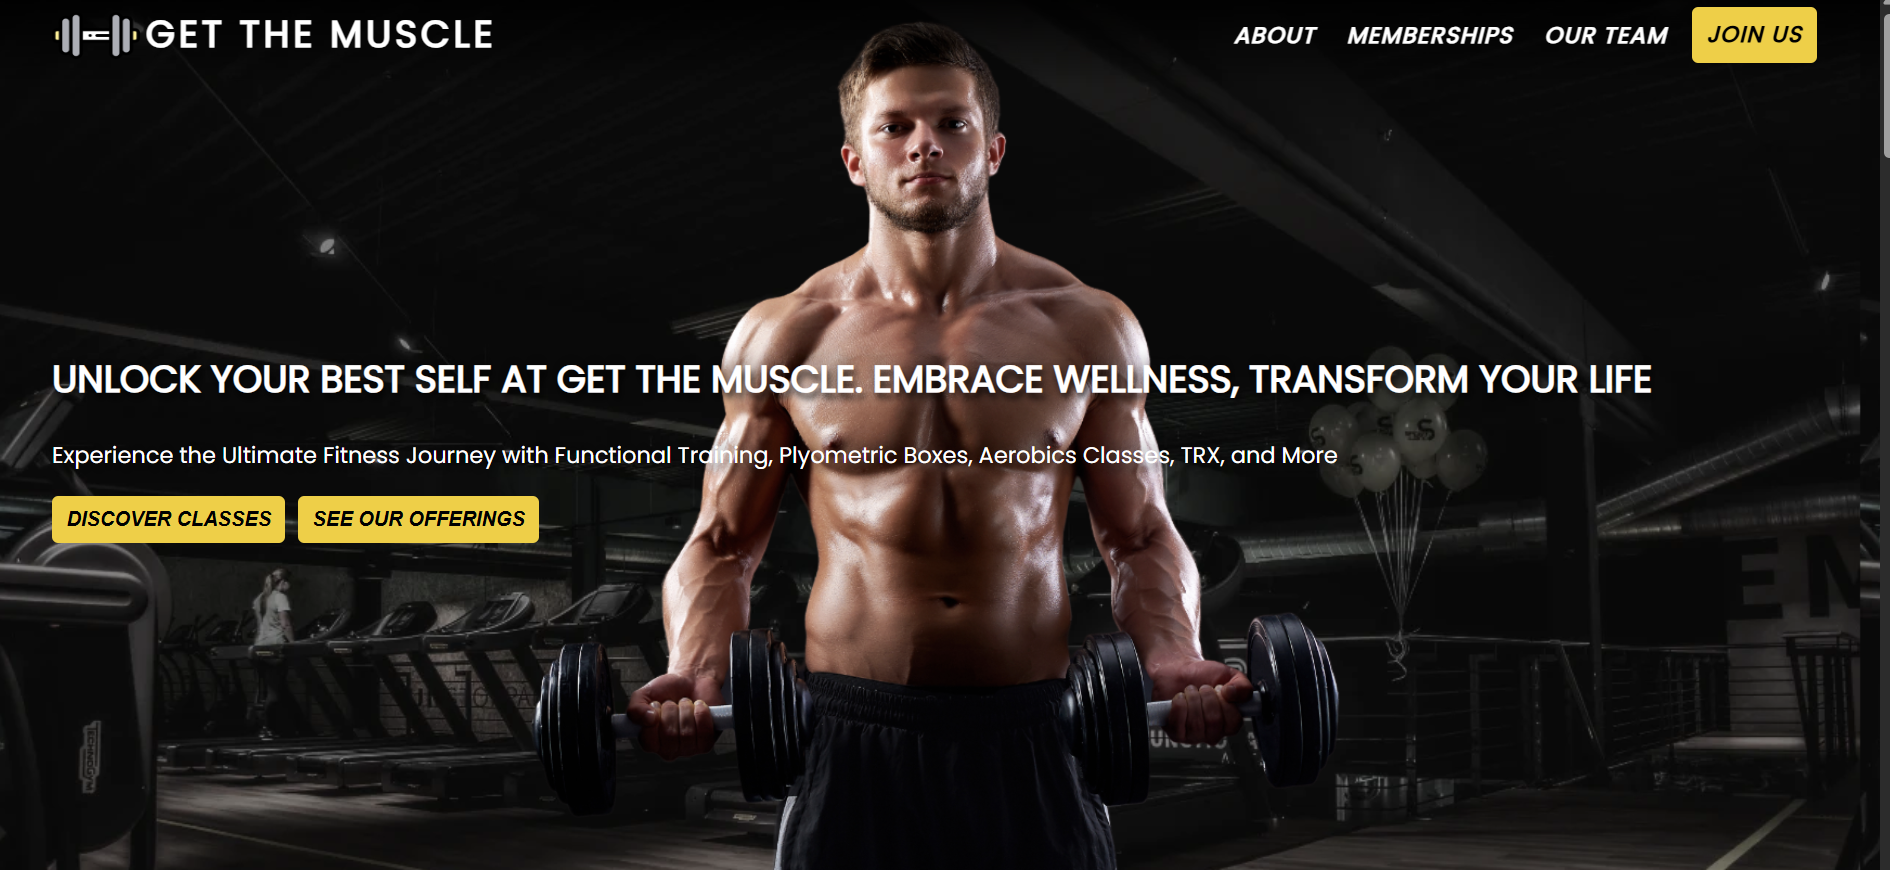 GET THE MUSCLE
ABOUT MEMBERSHIPS OUR TEAM JOIN US
UNLOCK YOUR BEST SELF AT GET THE MUSCLE. EMBRACE WELLNESS, TRANSFORM YOUR LIFE
Experience the Ultimate Fitness Journey with Functional Training, Plyometric Boxes, Aerobics Classes, TRX, and More
DISCOVER CLASSES SEE OUR OFFERINGS
TECHNOGYM